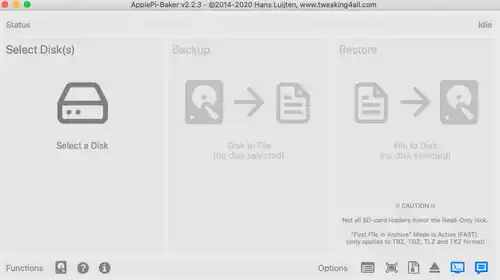 ApplePi-Baker v2.2.3 - ©2014-2020 Hans Luijten, www.tweaking4all.com
Status
Idle
Select Disk(s)
Backup
Restore
Select a Disk
Disk to File
(no disk selected)
File to Disk
(no disk selected)
!! CAUTION !!
Not all SD-card readers honor the Read-Only lock.
"First File in Archive" Mode is Active (FAST).
(only applies to TBZ, TGZ, TLZ and TXZ format)
Functions
Options